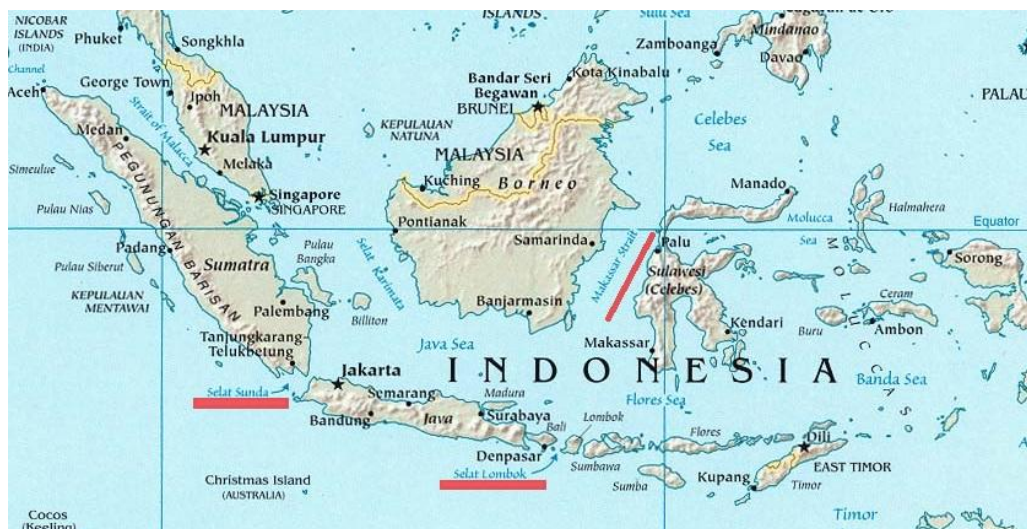 NICOBAR
ISLANDS
(INDIA)
Phuket
Songkhla
ISLANDS
Sulu Sea
Zamboanga
Mindanao
Davao
Channel
Aceh
George Town
Ipoh
MALAYSIA
Strait of Malacca
Kuala Lumpur
Melaka
Medan
Singapore
SINGAPORE
KEPULAUAN
NATUNA
Bandar Seri
Begawan
BRUNEI
Kota Kinabalu
MALAYSIA
Kuching
Borneo
Celebes
Sea
PALAU
Simeulue
Pulau Nias
PEGUNUNGAN BARISAN
Padang
Pulau Siberut
KEPULAUAN
MENTAWAI
Sumatra
Pulau
Bangka
Palembang
Billiton
Tanjungkarang-
Telukbetung
Pontianak
Selat Karimata
Samarinda
Banjarmasin
Makassar Strait
Manado
Molucca
Sea
Halmahera
Equator
Palu
Sulawesi
(Celebes)
Kendari
Makassar
MOLUCCAS
Sorong
Ceram
Buru
Ambon
Java Sea
INDONESIA
Banda Sea
Flores Sea
Selat Sunda
Jakarta
Semarang
Madura
Bandung
Java
Surabaya
Bali
Lombok
Denpasar
Selat Lombok
Sumbawa
Flores
Sumba
Dili
EAST TIMOR
Kupang
Timor
Christmas Island
(AUSTRALIA)
Cocos
(Keeling)
Timor